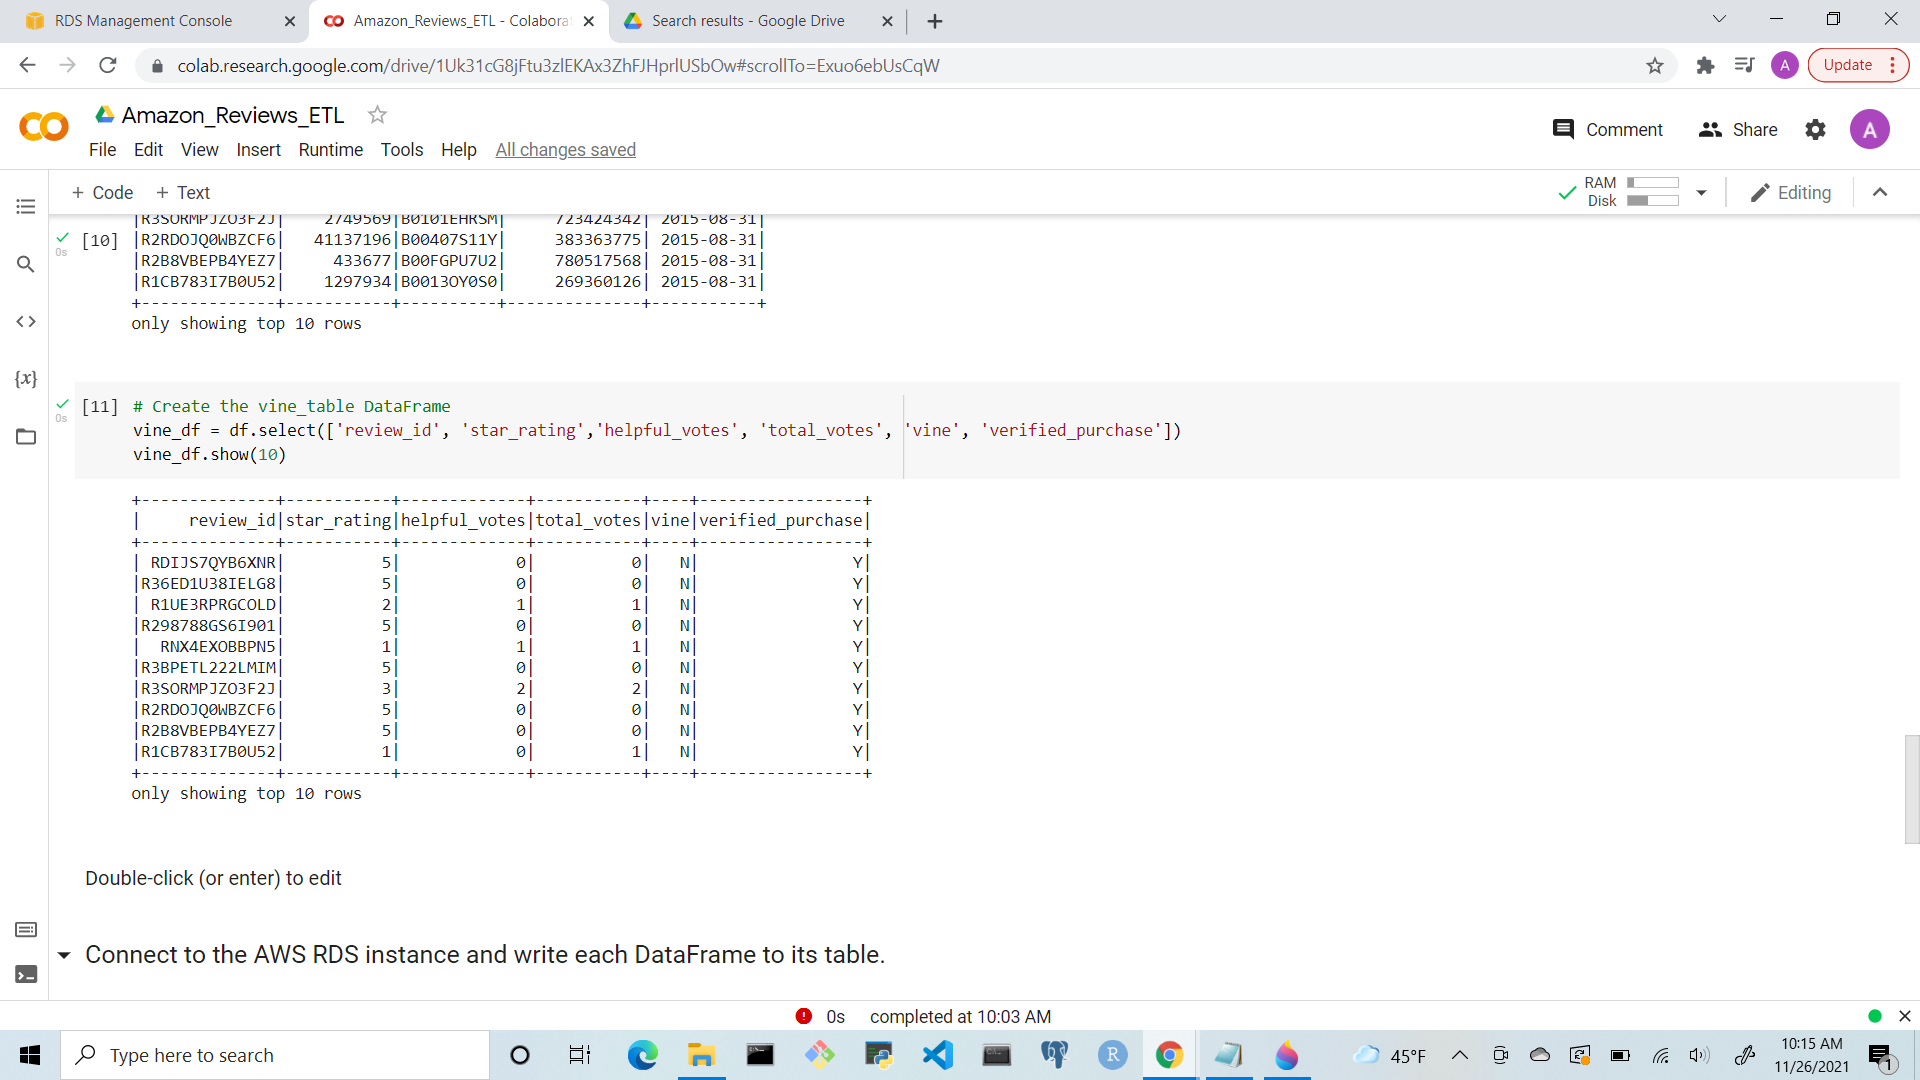 RDS Management Console
Amazon_Reviews_ETL - Colabora
Search results - Google Drive
colab.research.google.com/drive/1Uk31cG8jFtu3zlEKAx3ZhFJHprlUSbOw#scrollTo=Exuo6ebUsCqW
A
Update
Amazon_Reviews_ETL
Comment
Share
A
File Edit View Insert Runtime Tools Help All changes saved
+ Code + Text
RAM
Disk
Editing
|R3SORMPJZO3F2J| 2749569|B0101EHRSM| 723424342| 2015-08-31|
[10] |R2RDOJQ0WBZCF6| 41137196|B00407S11Y| 383363775| 2015-08-31|
0s
|R2B8VBEPB4YEZ7| 433677|B00FGPU7U2| 780517568| 2015-08-31|
|R1CB783I7B0U52| 1297934|B0013OY0S0| 269360126| 2015-08-31|
+--------------+-----------+----------+--------------+-----------+
only showing top 10 rows
{x}
[11] # Create the vine_table DataFrame
0s
vine_df = df.select(['review_id', 'star_rating','helpful_votes', 'total_votes', 'vine', 'verified_purchase'])
vine_df.show(10)
+--------------+-----------+-------------+-----------+----+-----------------+
| review_id|star_rating|helpful_votes|total_votes|vine|verified_purchase|
+--------------+-----------+-------------+-----------+----+-----------------+
| RDIJS7QYB6XNR| 5| 0| 0| N| Y|
|R36ED1U38IELG8| 5| 0| 0| N| Y|
| R1UE3RPRGCOLD| 2| 1| 1| N| Y|
|R298788GS6I901| 5| 0| 0| N| Y|
| RNX4EXOBBPN5| 1| 1| 1| N| Y|
|R3BPETL222LMIM| 5| 0| 0| N| Y|
|R3SORMPJZO3F2J| 3| 2| 2| N| Y|
|R2RDOJQ0WBZCF6| 5| 0| 0| N| Y|
|R2B8VBEPB4YEZ7| 5| 0| 0| N| Y|
|R1CB783I7B0U52| 1| 0| 1| N| Y|
+--------------+-----------+-------------+-----------+----+-----------------+
only showing top 10 rows
Double-click (or enter) to edit
Connect to the AWS RDS instance and write each DataFrame to its table.
0s completed at 10:03 AM
Type here to search
R
45°F
10:15 AM
11/26/2021
1